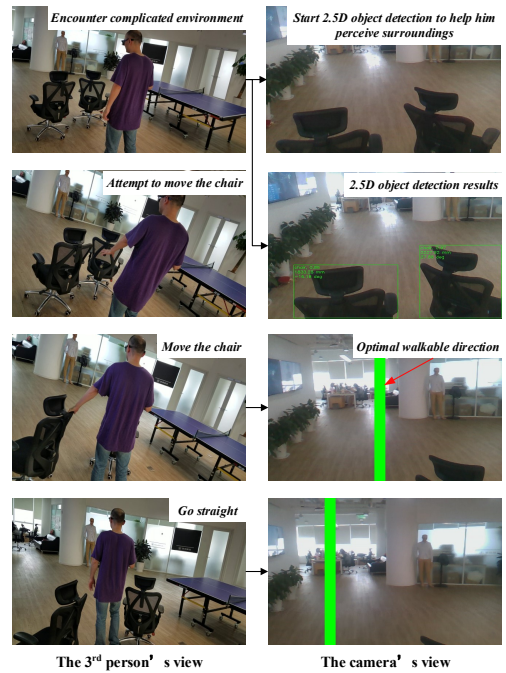 Encounter complicated environment
Start 2.5D object detection to help him
perceive surroundings
Attempt to move the chair
2.5D object detection results
Move the chair
Optimal walkable direction
Go straight
The 3rd person’s view
The camera’s view